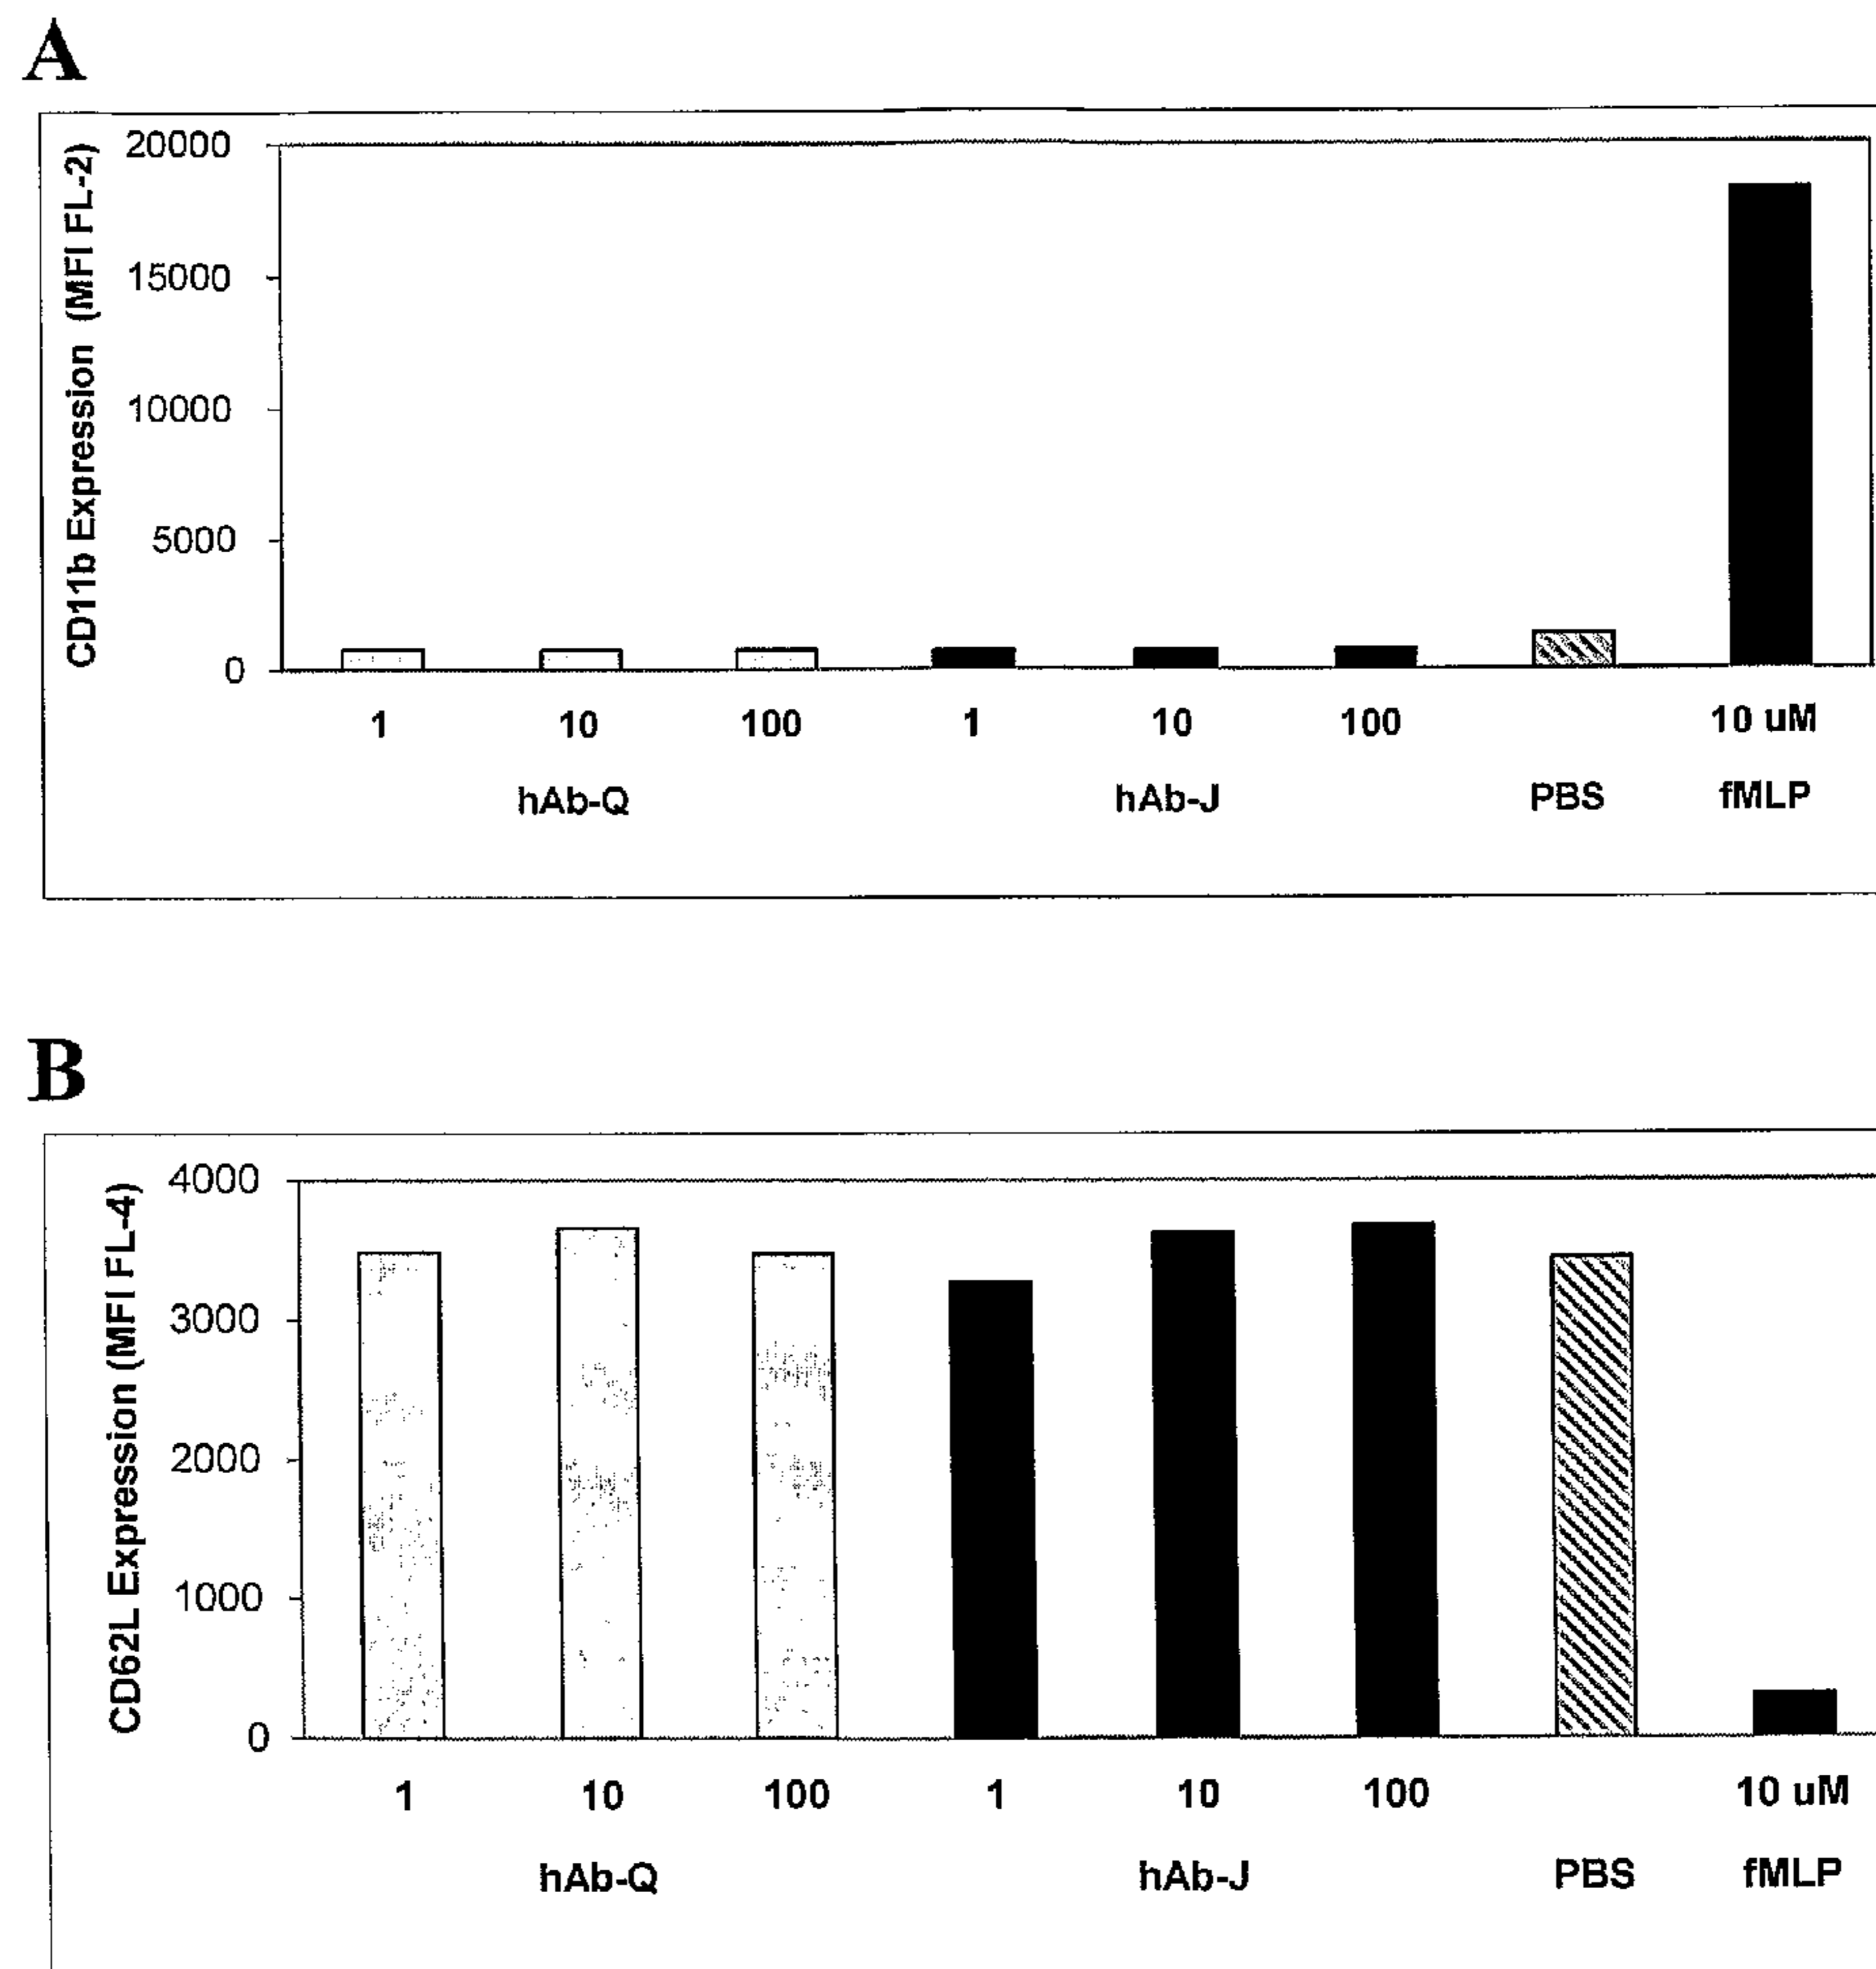 A
CD11b Expression (MFI FL-2)
20000
15000
10000
5000
0
1 10 100 1 10 100 10 uM
hAb-Q hAb-J PBS fMLP
B
CD62L Expression (MFI FL-4)
4000
3000
2000
1000
0
1 10 100 1 10 100 10 uM
hAb-Q hAb-J PBS fMLP